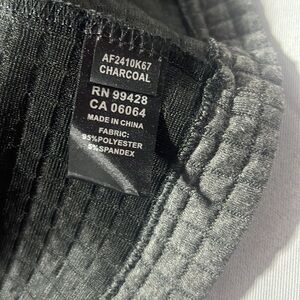 AF2410K67
CHARCOAL
RN 99428
CA 06064
MADE IN CHINA
FABRIC:
95%POLYESTER
5%SPANDEX